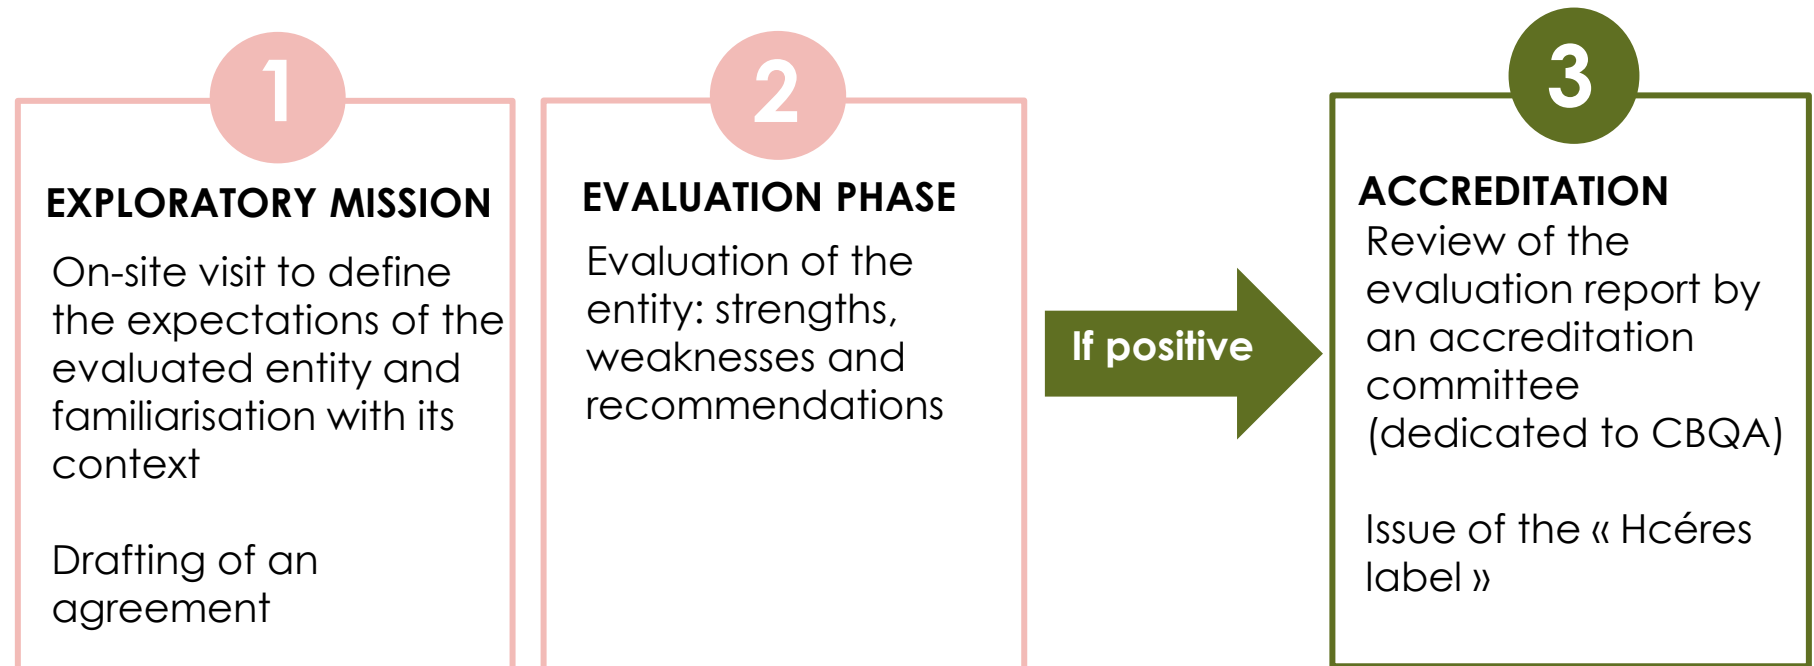 1
EXPLORATORY MISSION
On-site visit to define
the expectations of the
evaluated entity and
familiarisation with its
context
Drafting of an
agreement
2
EVALUATION PHASE
Evaluation of the
entity: strengths,
weaknesses and
recommendations
If positive
3
ACCREDITATION
Review of the
evaluation report by
an accreditation
committee
(dedicated to CBQA)
Issue of the « Hcéres
label »